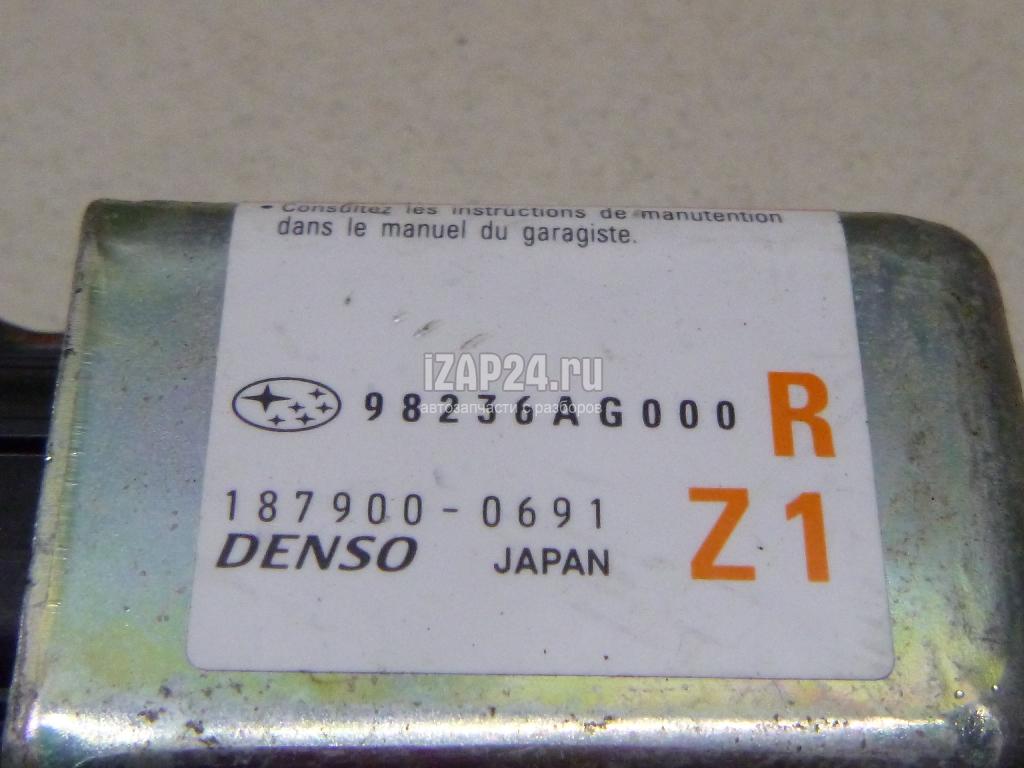 • Consultez les instructions de manutention
dans le manuel du garagiste.
iZAP24.ru
автозапчасти с разборов
98236AG000 R
187900-0691
DENSO JAPAN Z1